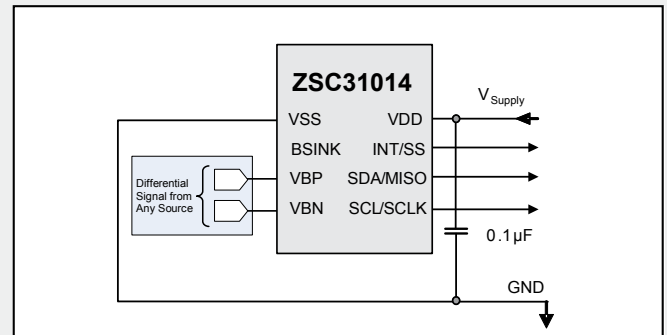 ZSC31014
V Supply
VSS VDD
BSINK INT/SS
VBP SDA/MISO
VBN SCL/SCLK
Differential
Signal from
Any Source
0.1µF
GND